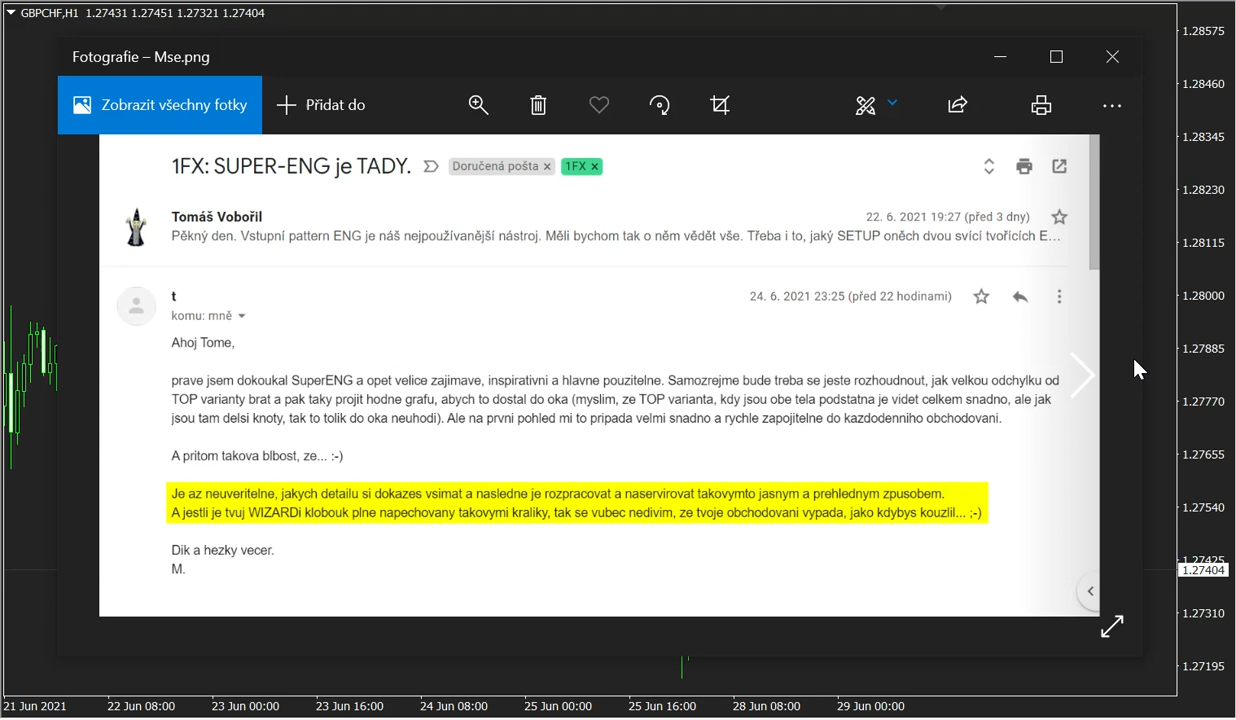 GBPCHF,H1 1.27431 1.27451 1.27321 1.27404
Fotografie – Mse.png
Zobrazit všechny fotky
Přidat do
1FX: SUPER-ENG je TADY.
Doručená pošta ×
1FX ×
Tomáš Vobořil
22. 6. 2021 19:27 (před 3 dny)
Pěkný den. Vstupní pattern ENG je náš nejpoužívanější nástroj. Měli bychom tak o něm vědět vše. Třeba i to, jaký SETUP oněch dvou svící tvořících E…
t
24. 6. 2021 23:25 (před 22 hodinami)
komu: mně
Ahoj Tome,
prave jsem dokoukal SuperENG a opet velice zajimave, inspirativni a hlavne pouzitelne. Samozrejme bude treba se jeste rozhoudnout, jak velkou odchylku od
TOP varianty brat a pak taky projit hodne grafu, abych to dostal do oka (myslim, ze TOP varianta, kdy jsou obe tela podstatna je videt celkem snadno, ale jak
jsou tam delsi knoty, tak to tolik do oka neuhodi). Ale na prvni pohled mi to pripada velmi snadno a rychle zapojitelne do kazdodenniho obchodovani.
A pritom takova blbost, ze... :-)
Je az neuveritelne, jakych detailu si dokazes vsimat a nasledne je rozpracovat a naservirovat takovymto jasnym a prehlednym zpusobem.
A jestli je tvuj WIZARDi klobouk plne napechovany takovymi kraliky, tak se vubec nedivim, ze tvoje obchodovani vypada, jako kdybys kouzlil... ;-)
Dik a hezky vecer.
M.
1.28575
1.28460
1.28345
1.28230
1.28115
1.28000
1.27885
1.27770
1.27655
1.27540
1.27425
1.27404
1.27310
1.27195
21 Jun 2021
22 Jun 08:00
23 Jun 00:00
23 Jun 16:00
24 Jun 08:00
25 Jun 00:00
25 Jun 16:00
28 Jun 08:00
29 Jun 00:00